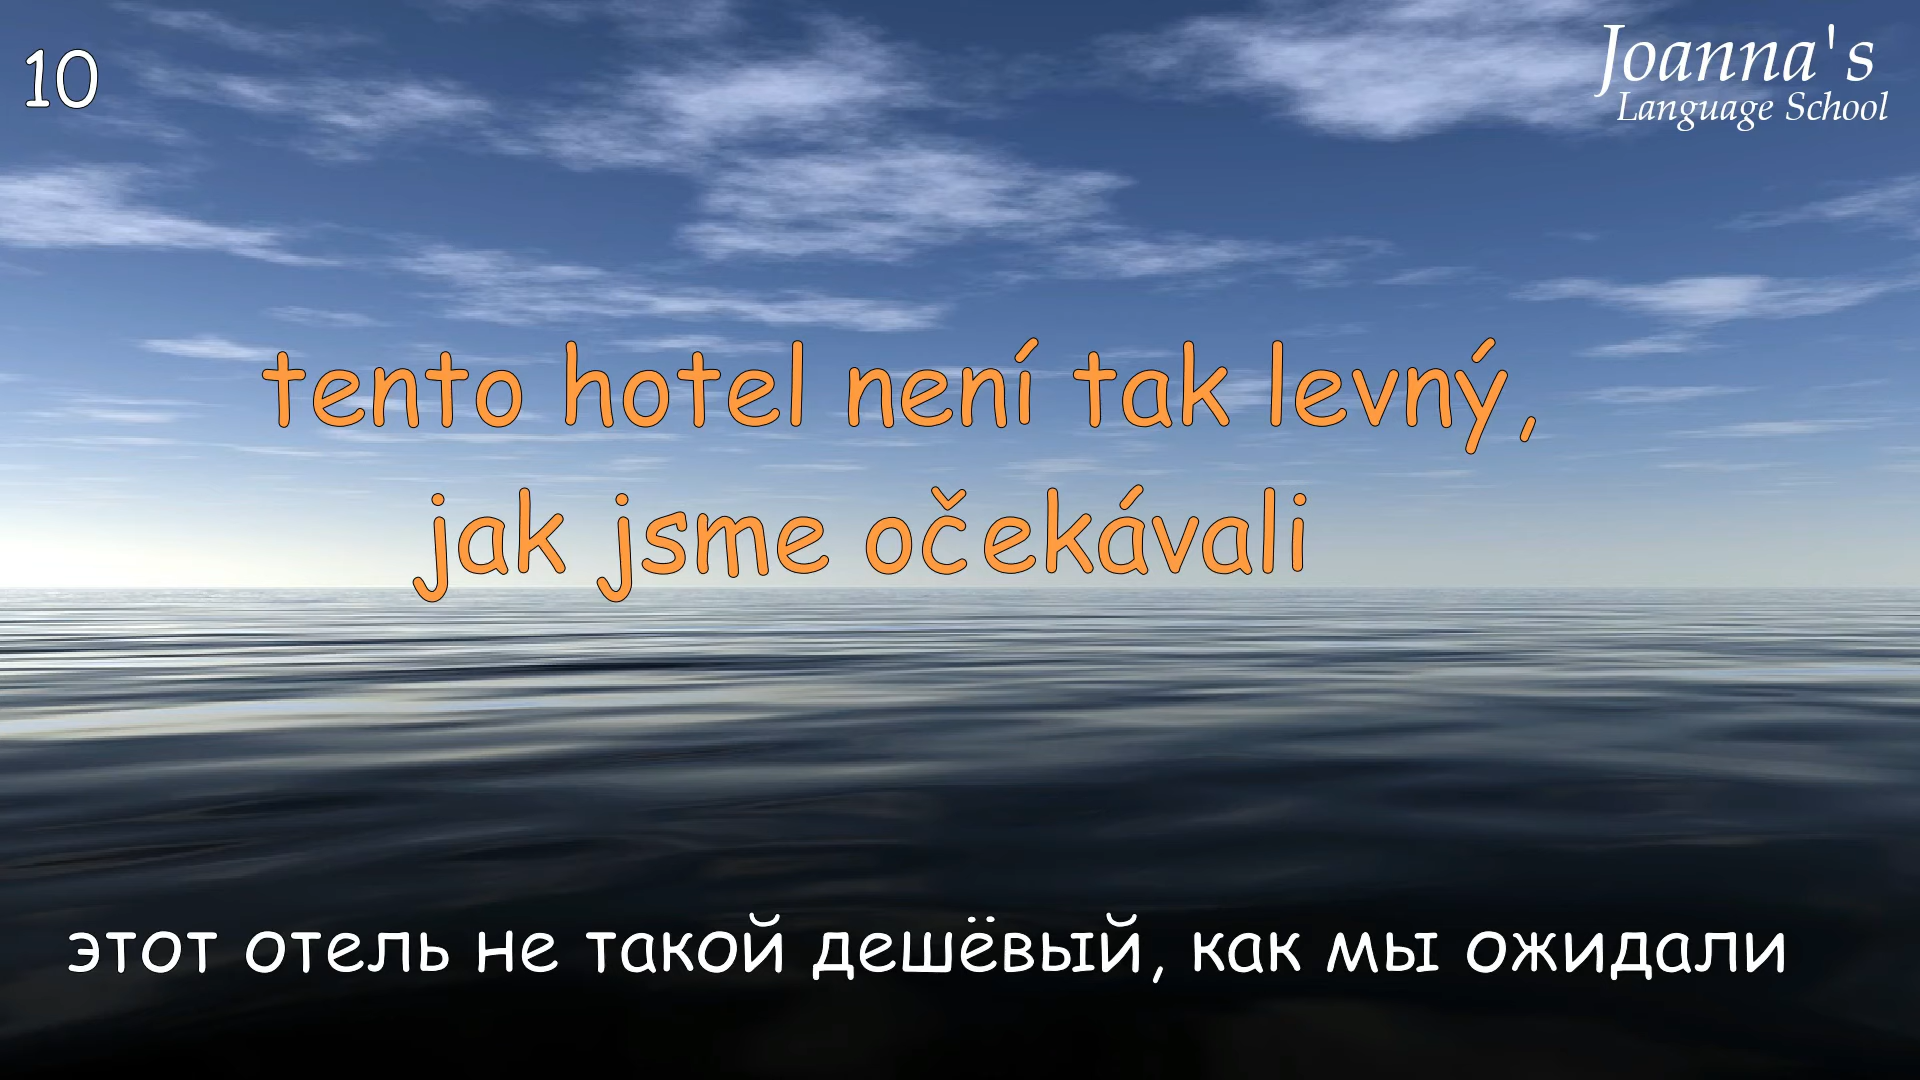 10
Joanna's
Language School
tento hotel není tak levný,
jak jsme očekávali
этот отель не такой дешёвый, как мы ожидали